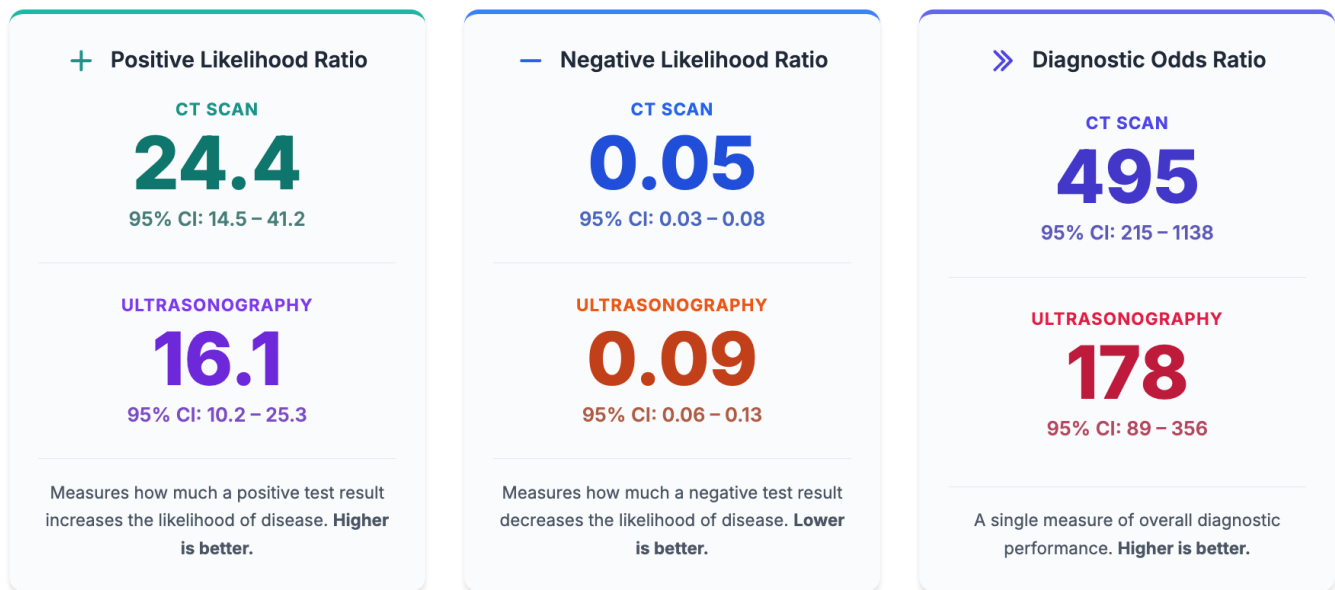 Positive Likelihood Ratio
CT SCAN
24.4
95% CI: 14.5 – 41.2
ULTRASONOGRAPHY
16.1
95% CI: 10.2 – 25.3
Measures how much a positive test result
increases the likelihood of disease. Higher
is better.
Negative Likelihood Ratio
CT SCAN
0.05
95% CI: 0.03 – 0.08
ULTRASONOGRAPHY
0.09
95% CI: 0.06 – 0.13
Measures how much a negative test result
decreases the likelihood of disease. Lower
is better.
Diagnostic Odds Ratio
CT SCAN
495
95% CI: 215 – 1138
ULTRASONOGRAPHY
178
95% CI: 89 – 356
A single measure of overall diagnostic
performance. Higher is better.